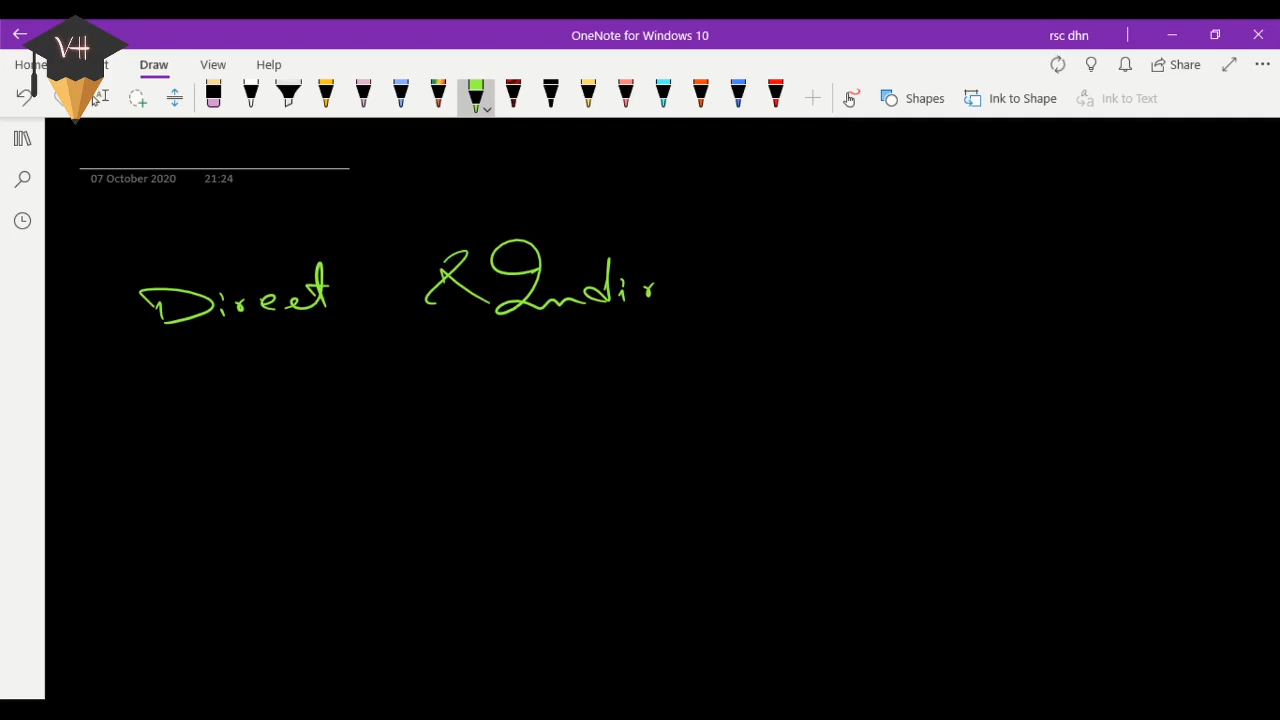 VH
OneNote for Windows 10
rsc dhn
Home
Draw
View
Help
Share
Shapes
Ink to Shape
Ink to Text
07 October 2020 21:24
Direct & Indir